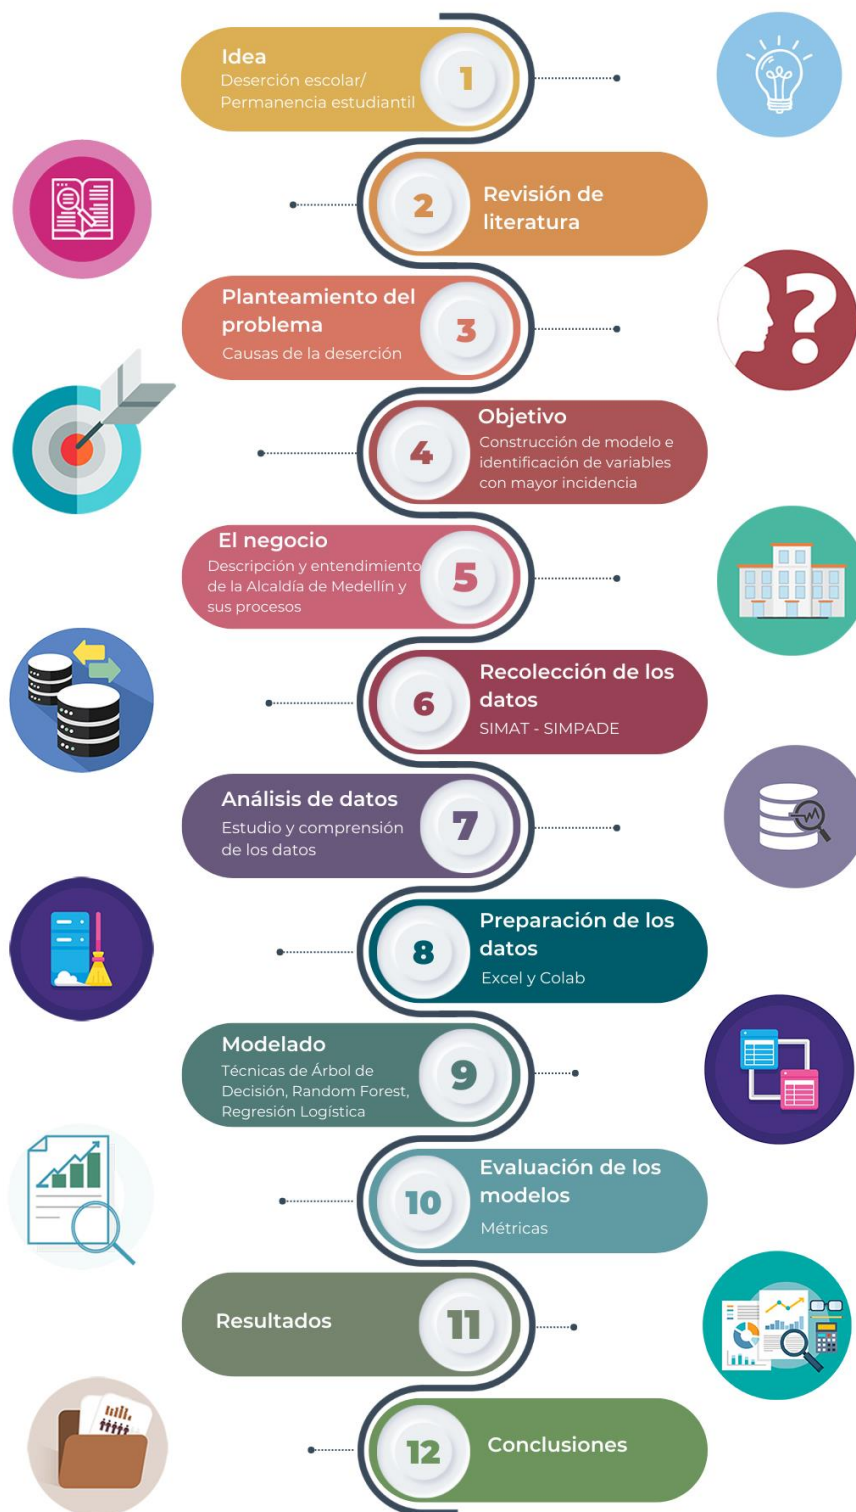 Idea
Deserción escolar/
Permanencia estudiantil
1
2
Revisión de
literatura
Planteamiento del
problema
Causas de la deserción
3
4
Objetivo
Construcción de modelo e
identificación de variables
con mayor incidencia
El negocio
Descripción y entendimiento
de la Alcaldía de Medellín y
sus procesos
5
6
Recolección de los
datos
SIMAT - SIMPADE
Análisis de datos
Estudio y comprensión
de los datos
7
8
Preparación de los
datos
Excel y Colab
Modelado
Técnicas de Árbol de
Decisión, Random Forest,
Regresión Logística
9
10
Evaluación de los
modelos
Métricas
Resultados
11
12
Conclusiones